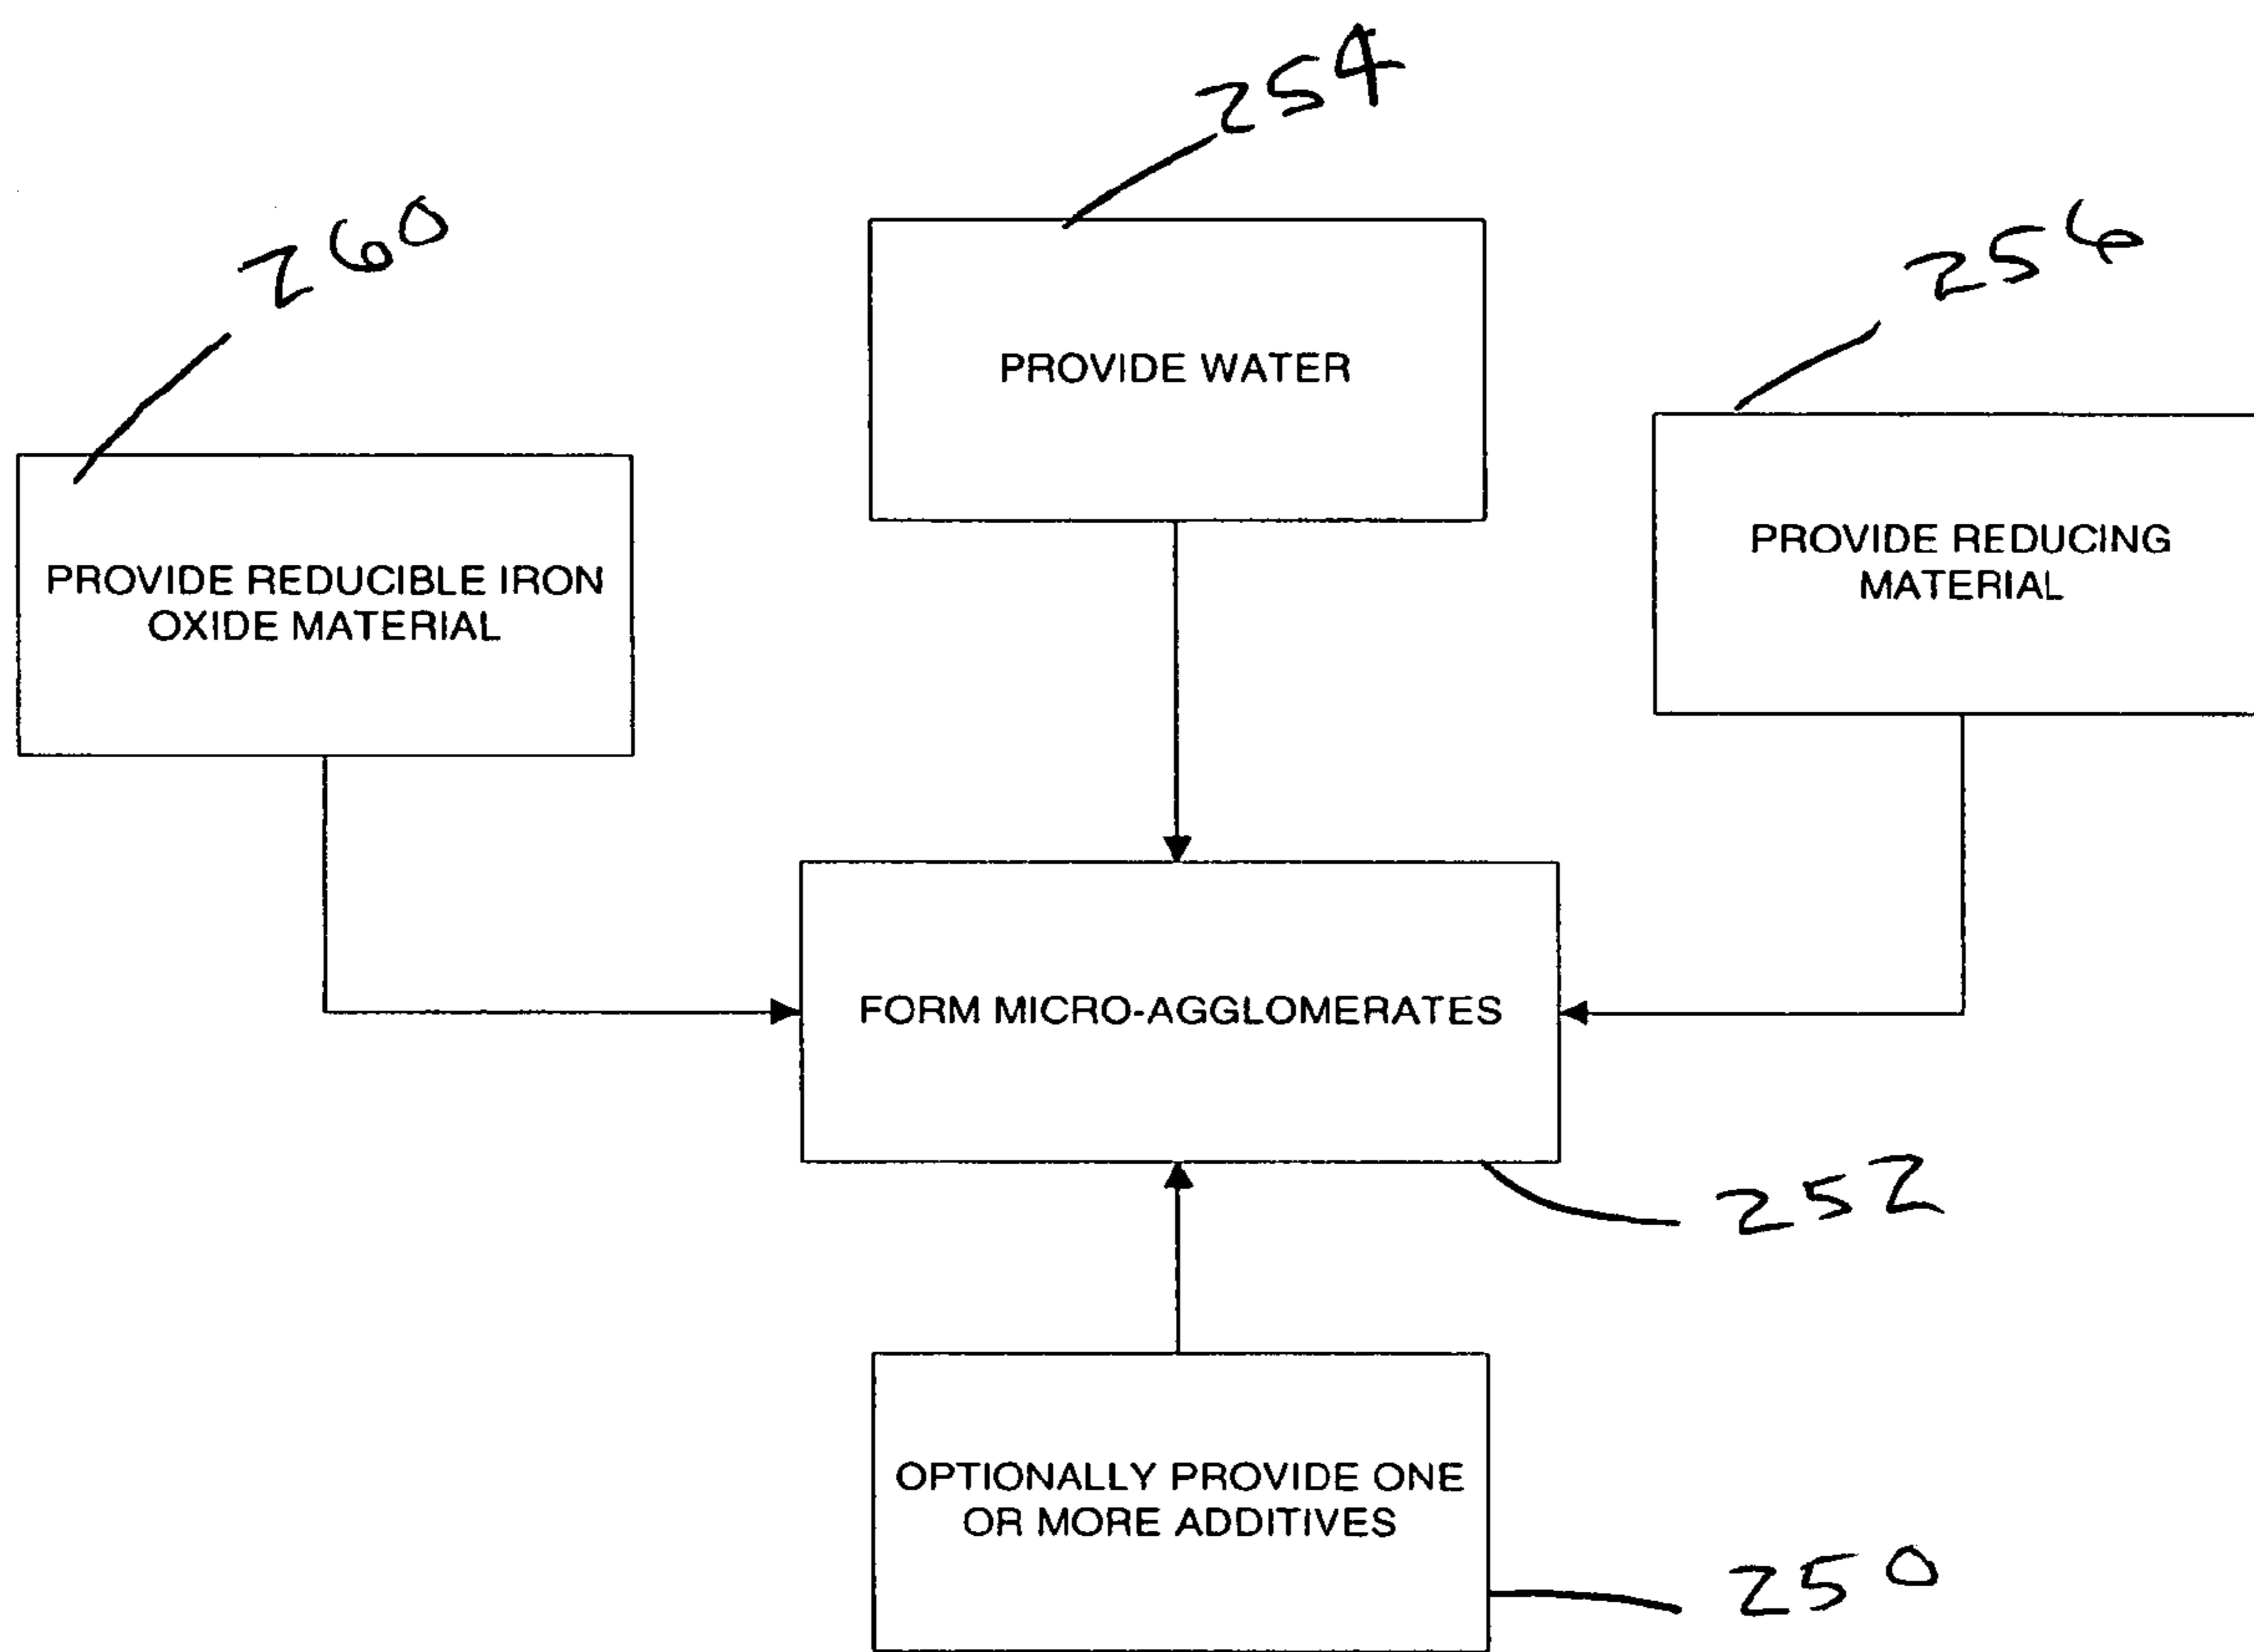 254
260
256
PROVIDE WATER
PROVIDE REDUCING
MATERIAL
PROVIDE REDUCIBLE IRON
OXIDE MATERIAL
FORM MICRO-AGGLOMERATES
252
OPTIONALLY PROVIDE ONE
OR MORE ADDITIVES
250